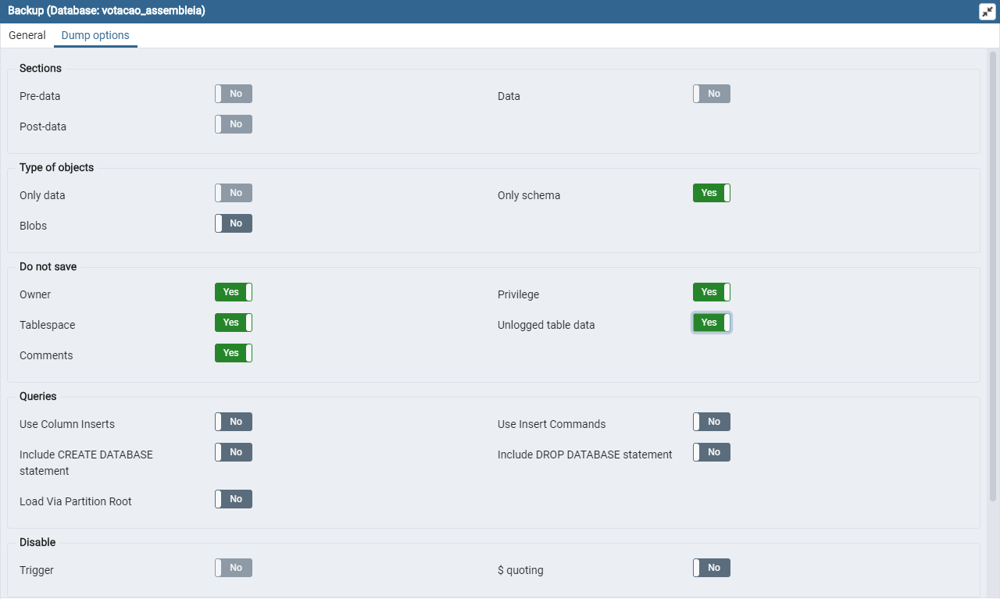 Backup (Database: votacao_assembleia)
General Dump options
Sections
Pre-data No Data No
Post-data No
Type of objects
Only data No Only schema Yes
Blobs No
Do not save
Owner Yes Privilege Yes
Tablespace Yes Unlogged table data Yes
Comments Yes
Queries
Use Column Inserts No Use Insert Commands No
Include CREATE DATABASE No Include DROP DATABASE statement No
statement
Load Via Partition Root No
Disable
Trigger No $ quoting No